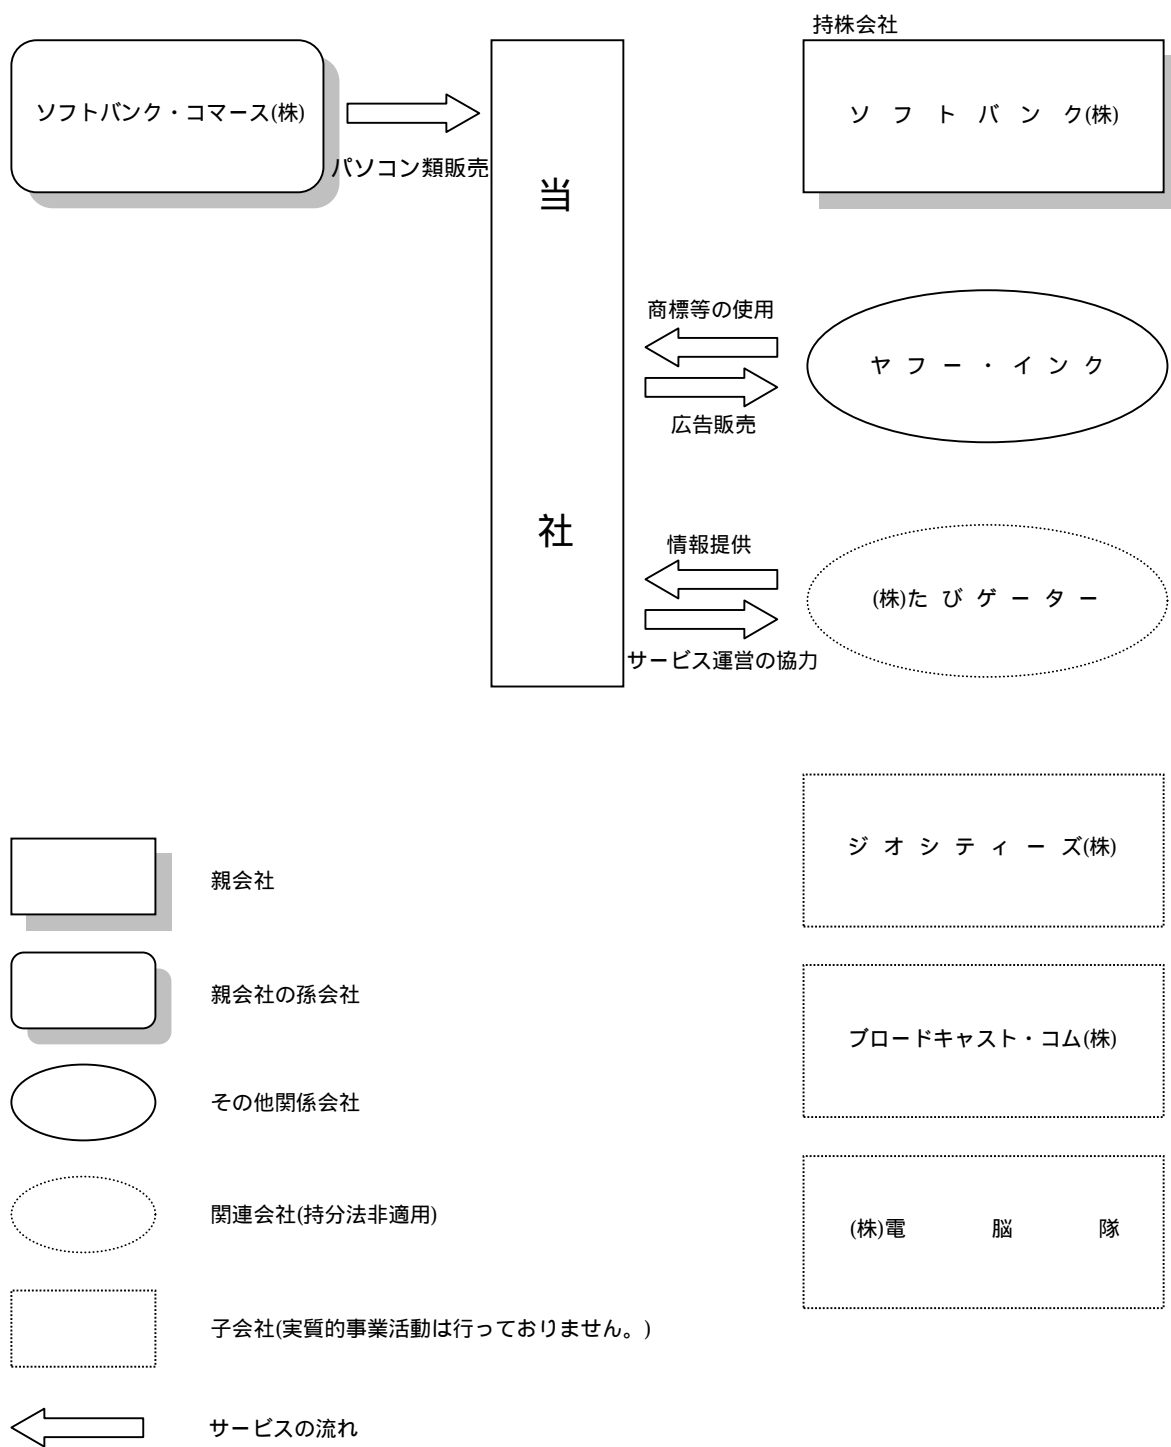 持株会社
ソフトバンク・コマース(株)
ソフトバンク(株)
パソコン類販売
当
社
商標等の使用
ヤフー・インク
広告販売
情報提供
(株)たびゲーター
サービス運営の協力
ジオシティーズ(株)
ブロードキャスト・コム(株)
(株)電脳隊
親会社
親会社の孫会社
その他関係会社
関連会社(持分法非適用)
子会社(実質的事業活動は行っておりません。)
サービスの流れ